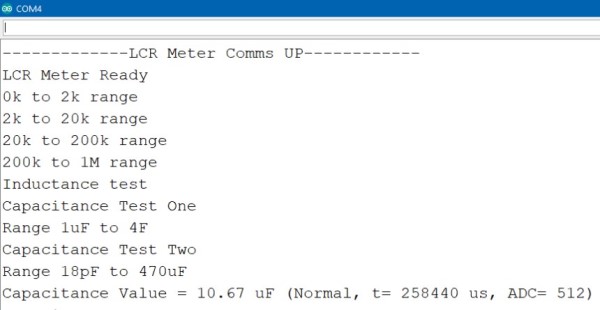 COM4
-------------LCR Meter Comms UP------------
LCR Meter Ready
0k to 2k range
2k to 20k range
20k to 200k range
200k to 1M range
Inductance test
Capacitance Test One
Range 1uF to 4F
Capacitance Test Two
Range 18pF to 470uF
Capacitance Value = 10.67 uF (Normal, t= 258440 us, ADC= 512)